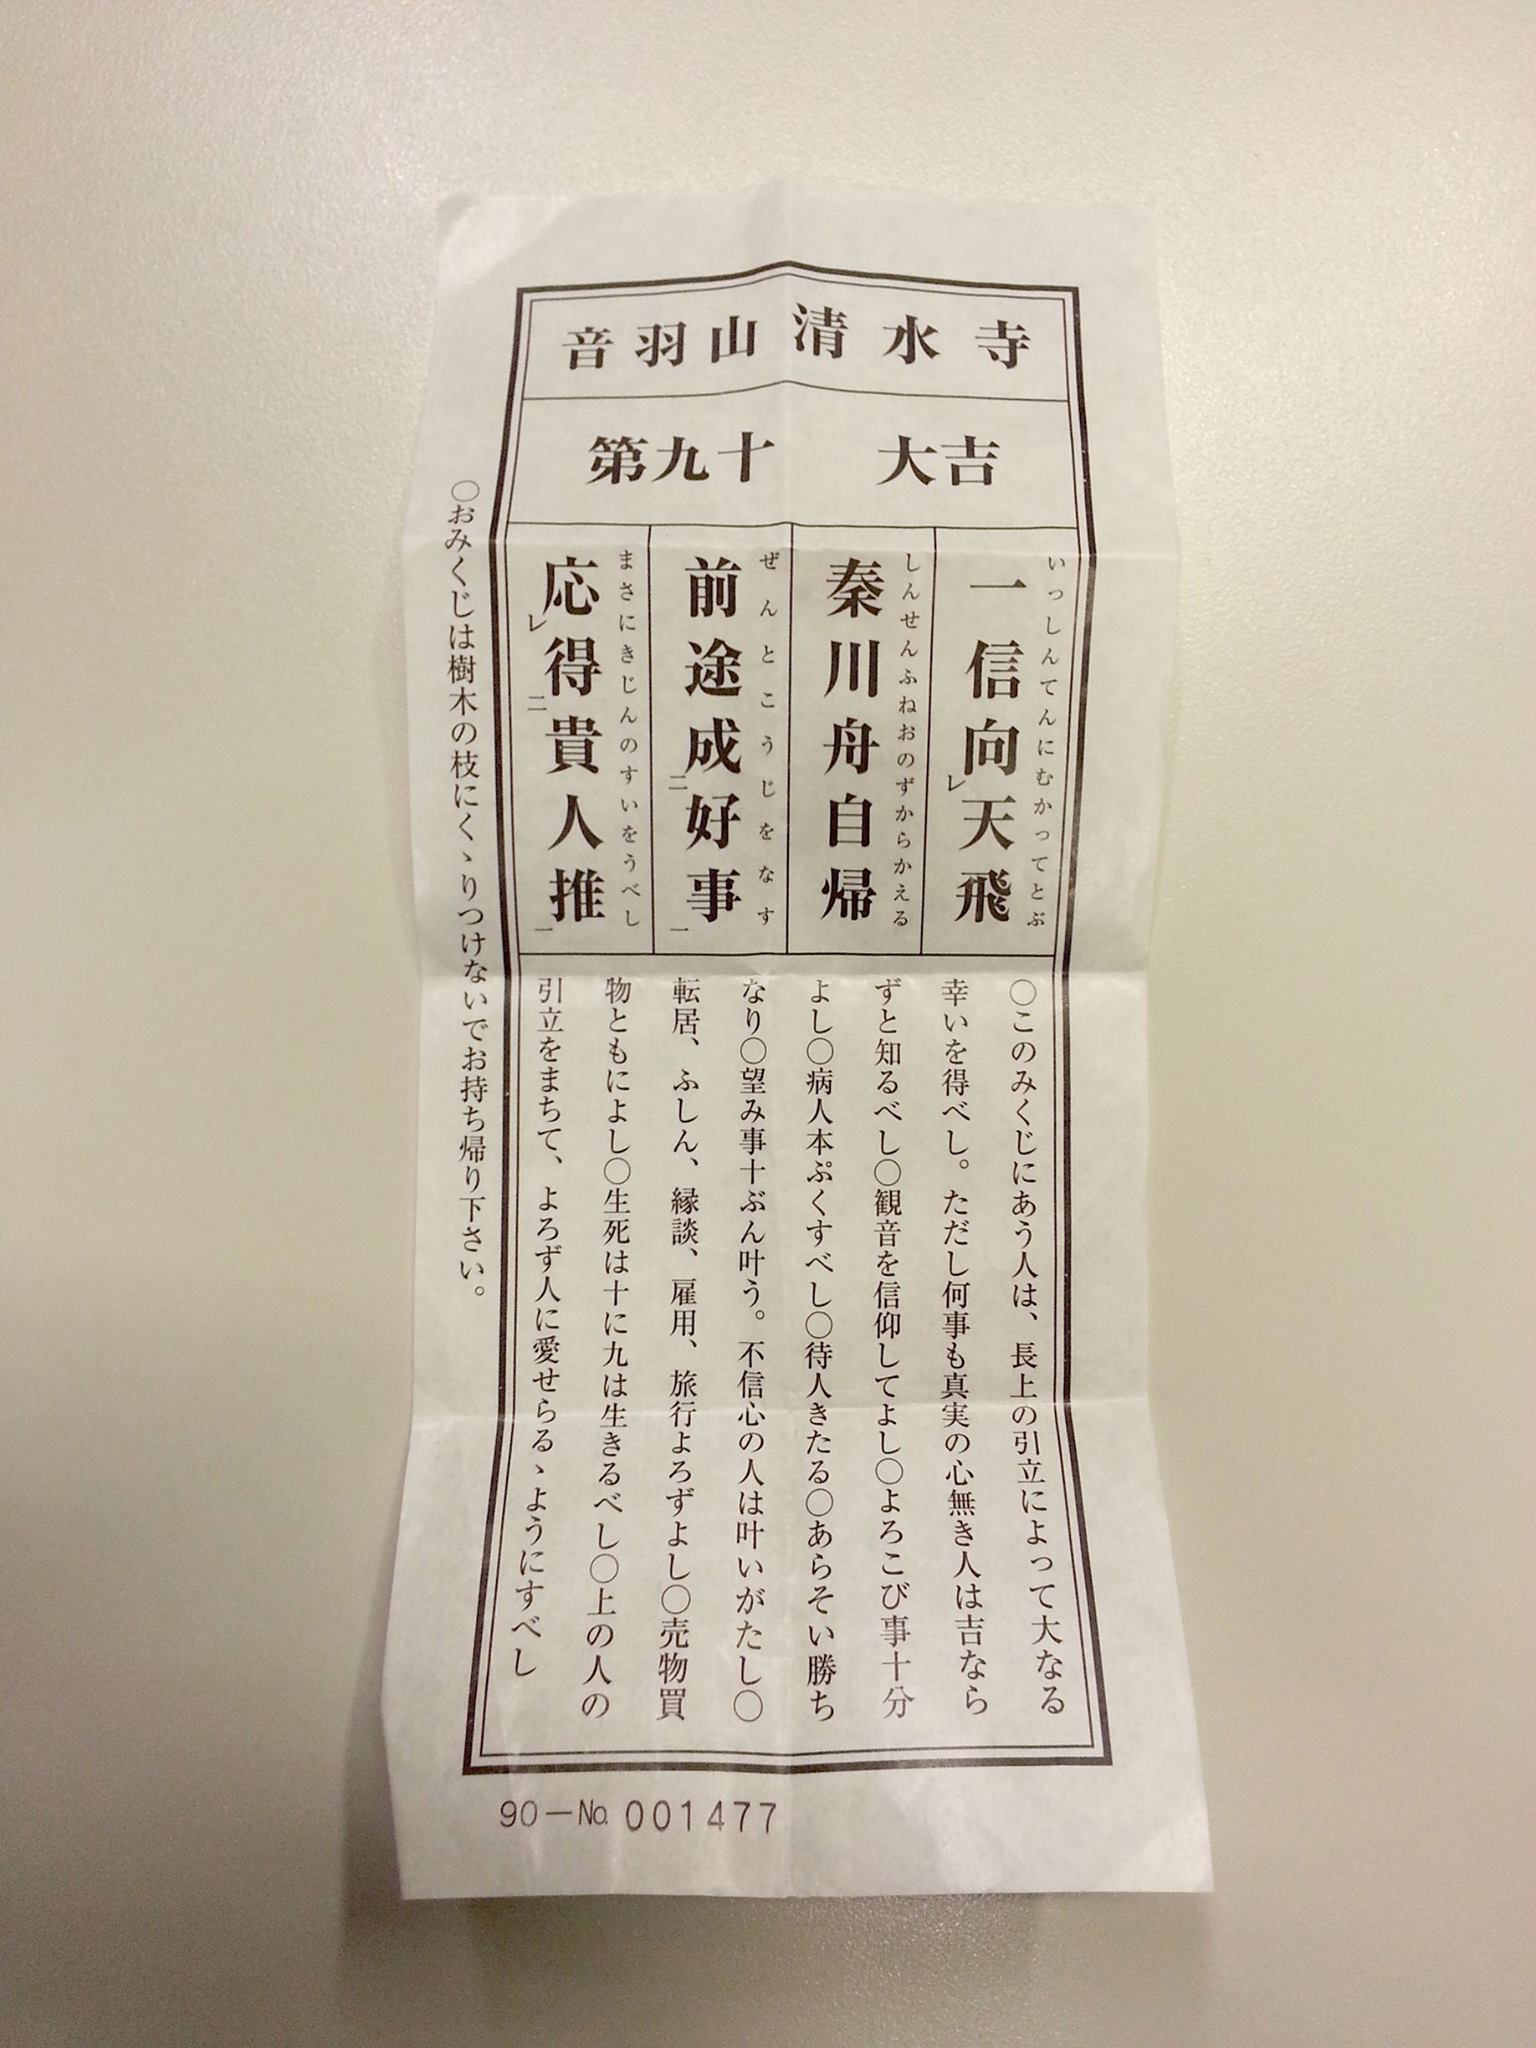 音羽山 清水寺
第九十 大吉
一信向レ天飛
いっしんてんにむかってとぶ
秦川舟自帰
しんせんふねおのずからかえる
前途成二好事一
ぜんとこうじをなす
応レ得二貴人推一
まさにきじんのすいをうべし
○このみくじにあう人は、長上の引立によって大なる
幸いを得べし。ただし何事も真実の心無き人は吉なら
ずと知るべし○観音を信仰してよし○よろこび事十分
よし○病人本ぷくすべし○待人きたる○あらそい勝ち
なり○望み事十ぶん叶う。不信心の人は叶いがたし○
転居、ふしん、縁談、雇用、旅行よろずよし○売物買
物ともによし○生死は十に九は生きるべし○上の人の
引立をまちて、よろず人に愛せらるゝようにすべし
○おみくじは樹木の枝にくゝりつけないでお持ち帰り下さい。
90－№ 001477